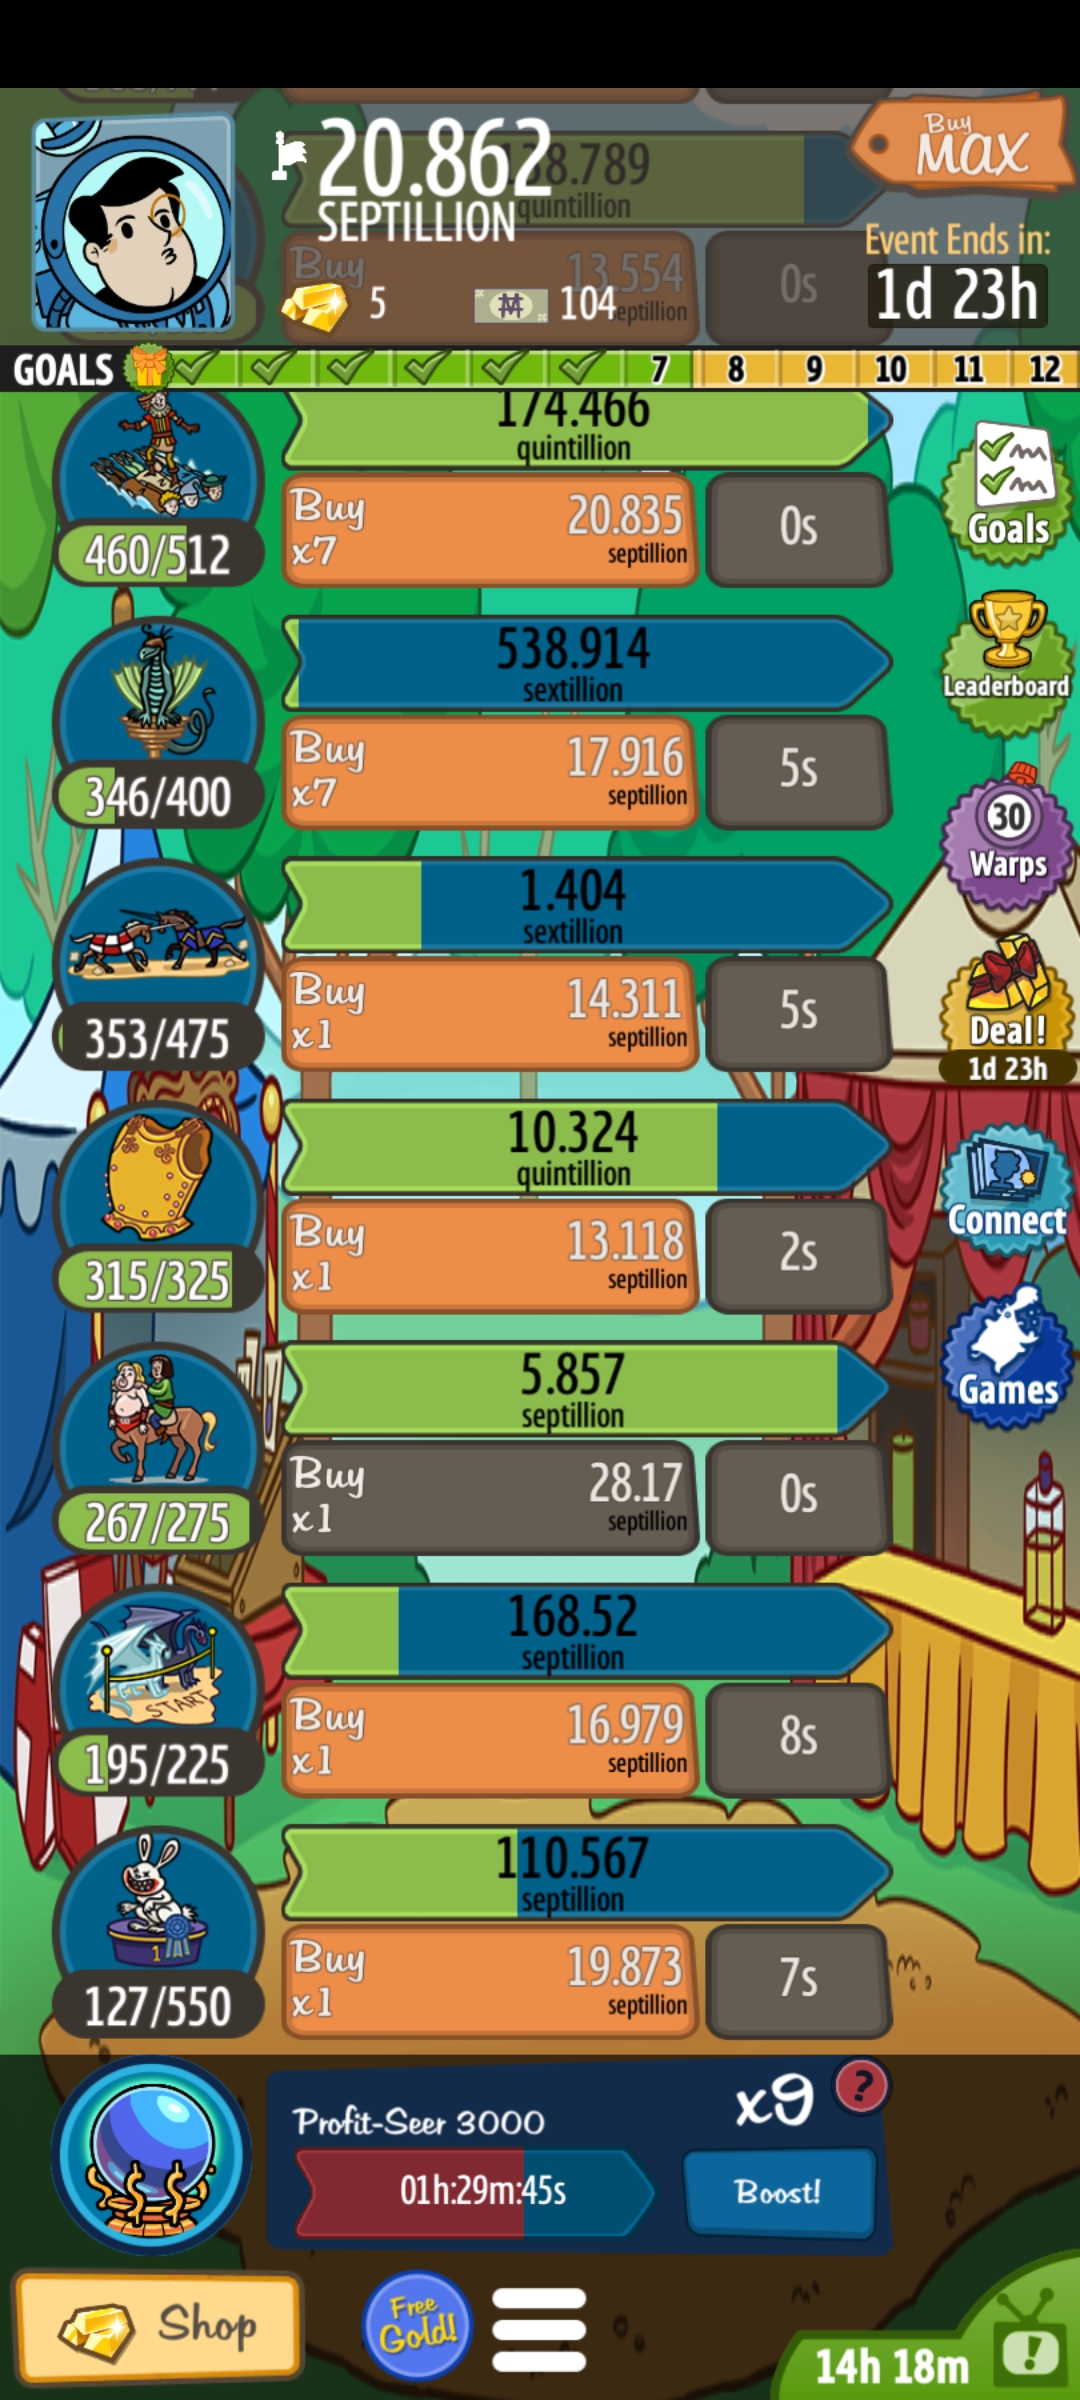 Buy
MAX
20.862
138.789
SEPTILLION
quintillion
Event Ends in:
1d 23h
Buy
13.554
septillion
0s
5
104
GOALS
7
8
9
10
11
12
174.466
quintillion
Buy
x7
20.835
septillion
0s
460/512
Goals
538.914
sextillion
Leaderboard
Buy
x7
17.916
septillion
5s
346/400
30
Warps
1.404
sextillion
Buy
x1
14.311
septillion
5s
353/475
Deal!
1d 23h
10.324
quintillion
Connect
Buy
x1
13.118
septillion
2s
315/325
5.857
septillion
Games
Buy
x1
28.17
septillion
0s
267/275
168.52
septillion
START
Buy
x1
16.979
septillion
8s
195/225
110.567
septillion
1
Buy
x1
19.873
septillion
7s
127/550
Profit-Seer 3000
x9
?
01h:29m:45s
Boost!
Shop
Free
Gold!
14h 18m
!